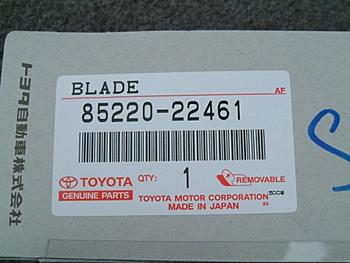 トヨタ自動車株式会社
BLADE
AF
85220-22461
TOYOTA
GENUINE PARTS
QTY: 1
REMOVABLE
TOYOTA MOTOR CORPORATION
MADE IN JAPAN
S